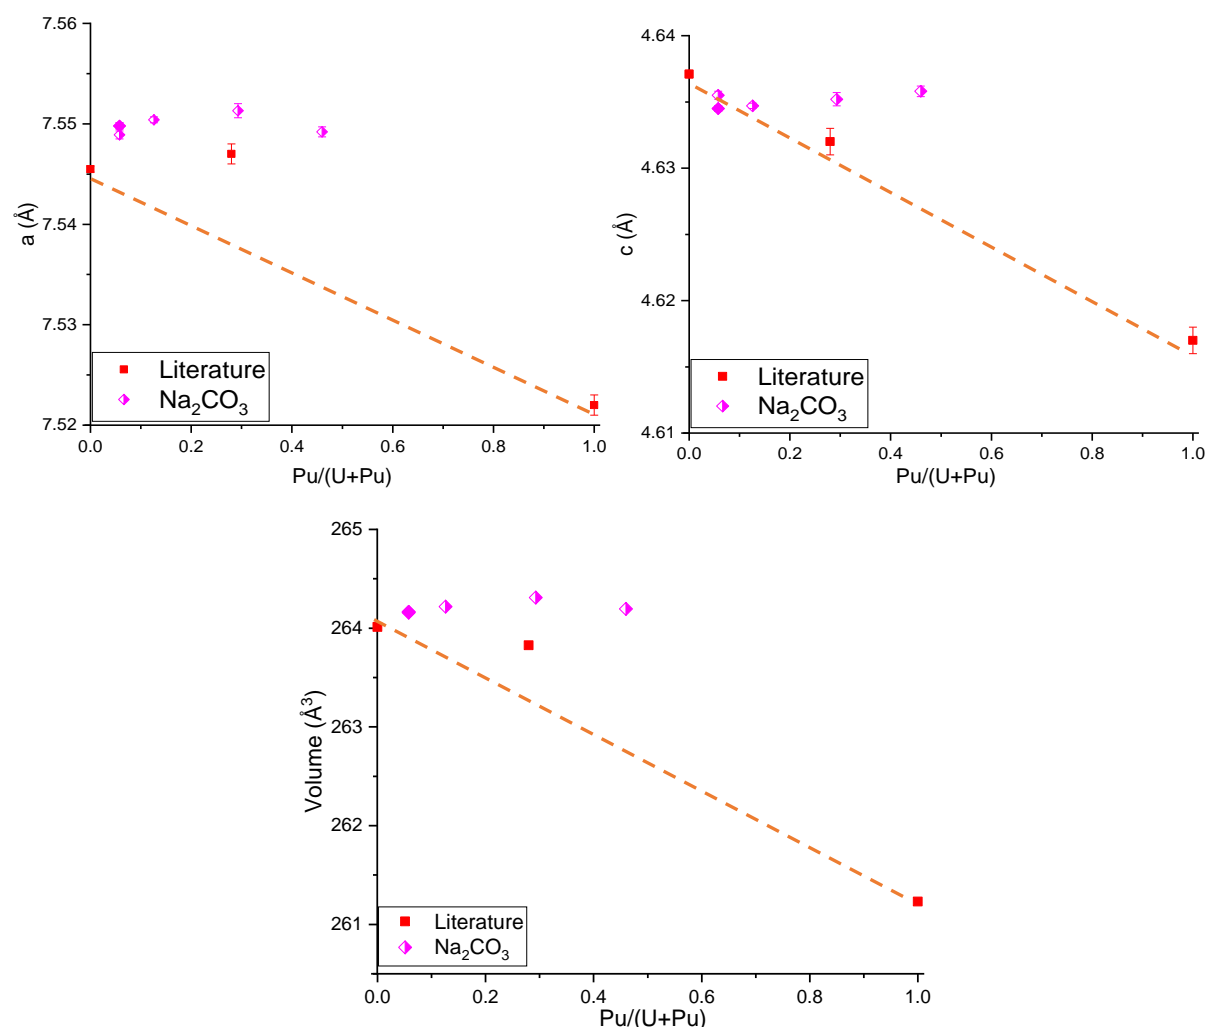 7.56
7.55
7.54
7.53
7.52
a (Å)
Literature
Na₂CO₃
0.0 0.2 0.4 0.6 0.8 1.0
Pu/(U+Pu)
4.64
4.63
4.62
4.61
c (Å)
Literature
Na₂CO₃
0.0 0.2 0.4 0.6 0.8 1.0
Pu/(U+Pu)
265
264
263
262
261
Volume (Å³)
Literature
Na₂CO₃
0.0 0.2 0.4 0.6 0.8 1.0
Pu/(U+Pu)